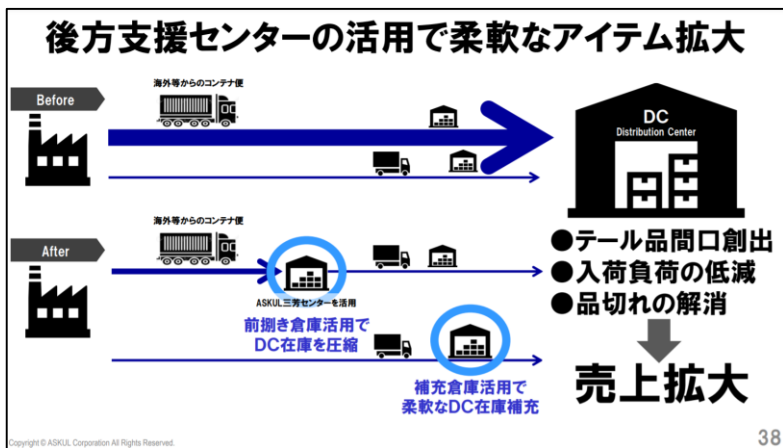 後方支援センターの活用で柔軟なアイテム拡大
Before
海外等からのコンテナ便
DC
Distribution Center
After
海外等からのコンテナ便
ASKUL三芳センターを活用
前捌き倉庫活用で
DC在庫を圧縮
補充倉庫活用で
柔軟なDC在庫補充
●テール品間口創出
●入荷負荷の低減
●品切れの解消
売上拡大
Copyright © ASKUL Corporation All Rights Reserved.
38